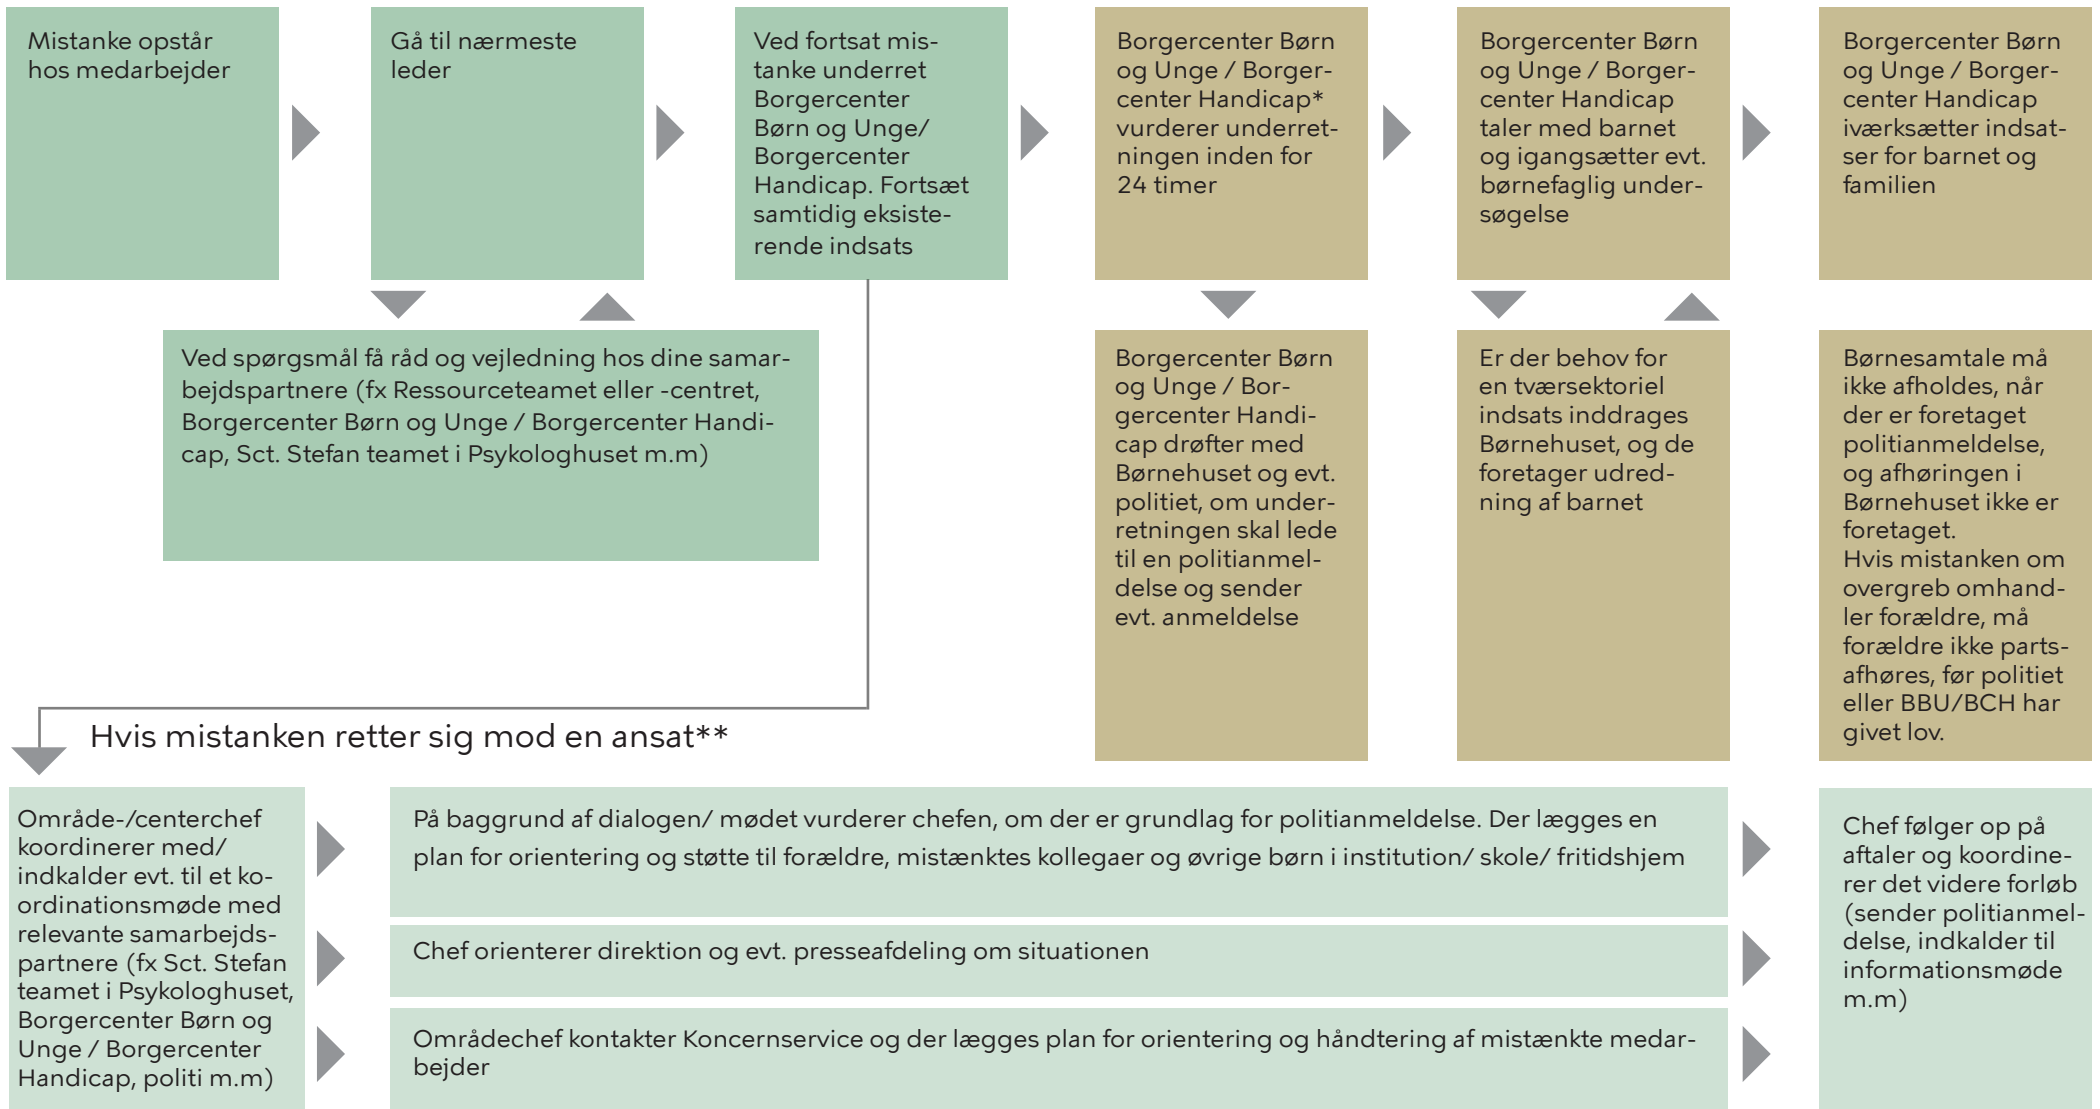 Mistanke opstår
hos medarbejder
Gå til nærmeste
leder
Ved fortsat mis-
tanke underret
Borgercenter
Børn og Unge/
Borgercenter
Handicap. Fortsæt
samtidig eksiste-
rende indsats
Borgercenter Børn
og Unge / Borger-
center Handicap*
vurderer underret-
ningen inden for
24 timer
Borgercenter Børn
og Unge / Borger-
center Handicap
taler med barnet
og igangsætter evt.
børnefaglig under-
søgelse
Borgercenter Børn
og Unge / Borger-
center Handicap
iværksætter indsat-
ser for barnet og
familien
Ved spørgsmål få råd og vejledning hos dine samar-
bejdspartnere (fx Ressourceteamet eller -centret,
Borgercenter Børn og Unge / Borgercenter Handi-
cap, Sct. Stefan teamet i Psykologhuset m.m)
Borgercenter Børn
og Unge / Bor-
gercenter Handi-
cap drøfter med
Børnehuset og evt.
politiet, om under-
retningen skal lede
til en politianmel-
delse og sender
evt. anmeldelse
Er der behov for
en tværsektoriel
indsats inddrages
Børnehuset, og de
foretager udred-
ning af barnet
Børnesamtale må
ikke afholdes, når
der er foretaget
politianmeldelse,
og afhøringen i
Børnehuset ikke er
foretaget.
Hvis mistanken om
overgreb omhand-
ler forældre, må
forældre ikke parts-
afhøres, før politiet
eller BBU/BCH har
givet lov.
Hvis mistanken retter sig mod en ansat**
Område-/centerchef
koordinerer med/
indkalder evt. til et ko-
ordinationsmøde med
relevante samarbejds-
partnere (fx Sct. Stefan
teamet i Psykologhuset,
Borgercenter Børn og
Unge / Borgercenter
Handicap, politi m.m)
På baggrund af dialogen/ mødet vurderer chefen, om der er grundlag for politianmeldelse. Der lægges en
plan for orientering og støtte til forældre, mistænktes kollegaer og øvrige børn i institution/ skole/ fritidshjem
Chef orienterer direktion og evt. presseafdeling om situationen
Områdechef kontakter Koncernservice og der lægges plan for orientering og håndtering af mistænkte medar-
bejder
Chef følger op på
aftaler og koordine-
rer det videre forløb
(sender politianmel-
delse, indkalder til
informationsmøde
m.m)